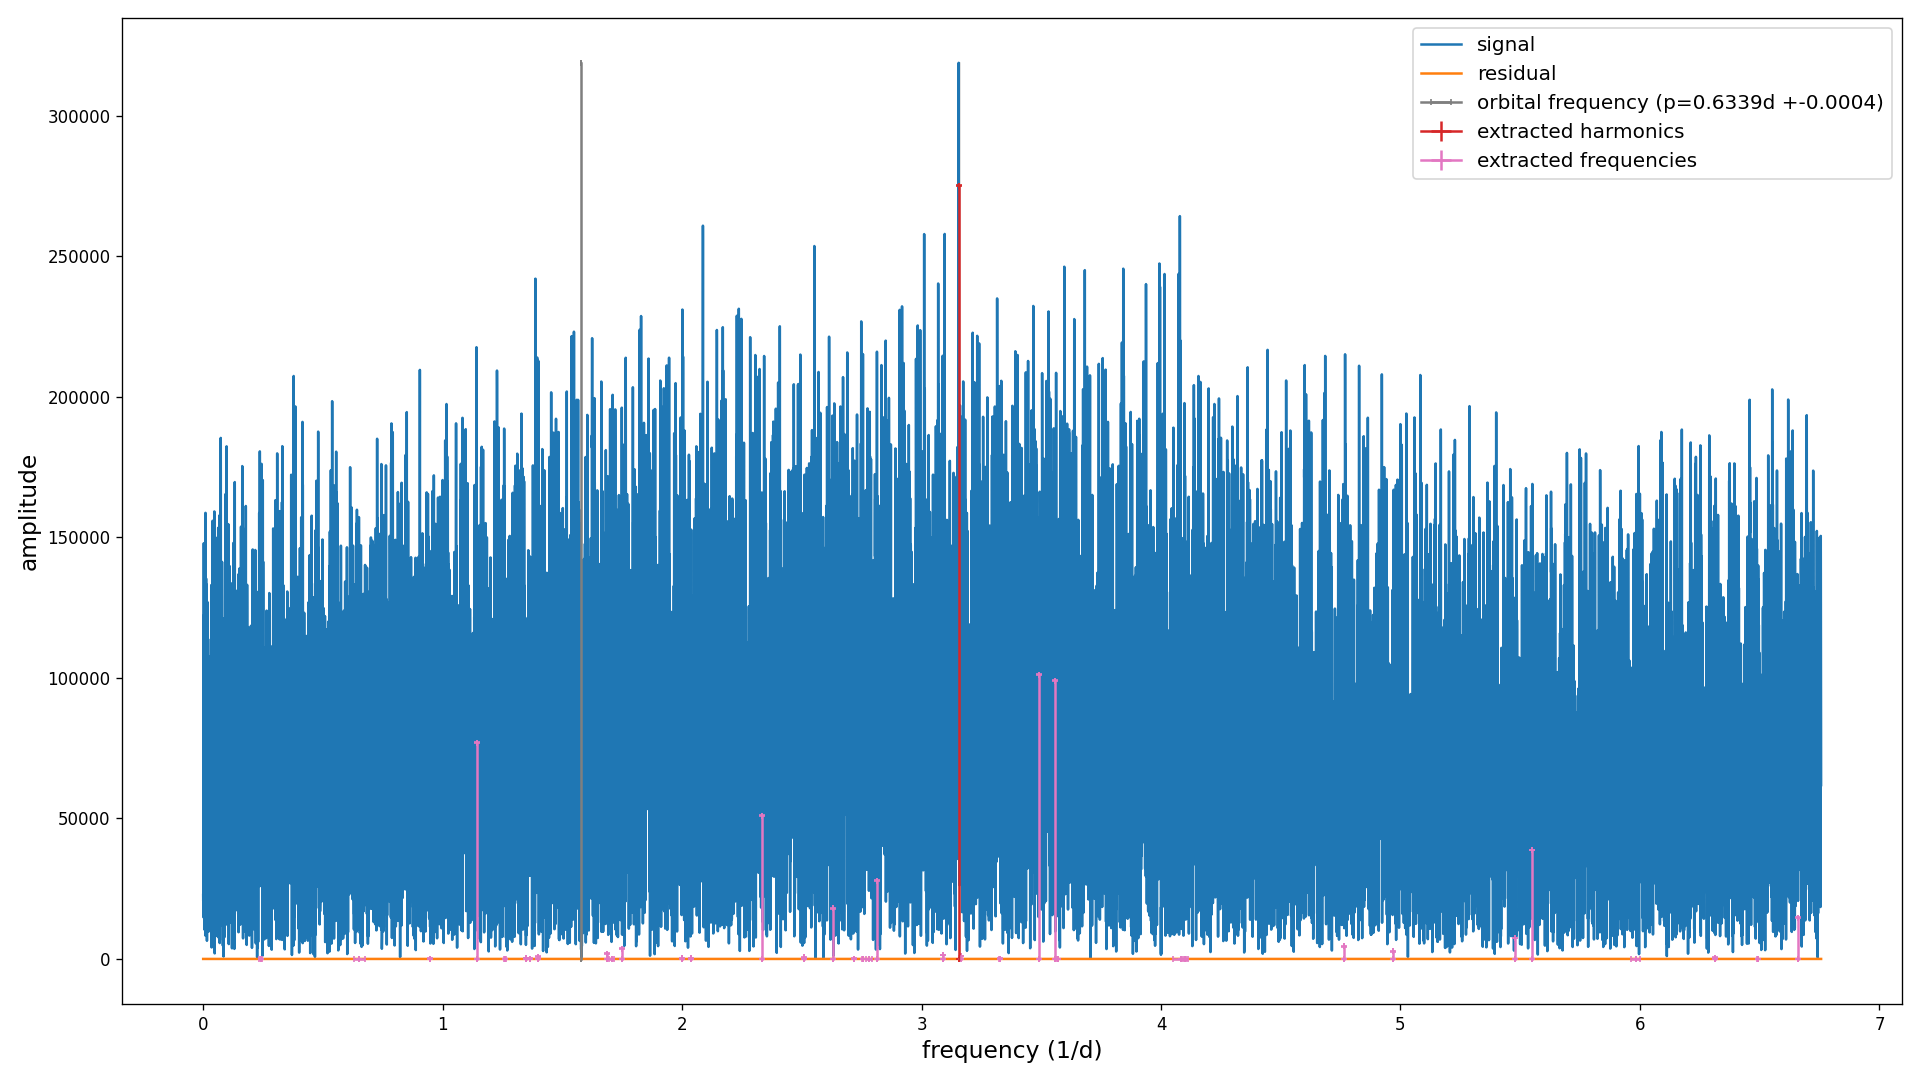 signal
residual
orbital frequency (p=0.6339d +-0.0004)
extracted harmonics
extracted frequencies
amplitude
300000
250000
200000
150000
100000
50000
0
0 1 2 3 4 5 6 7
frequency (1/d)